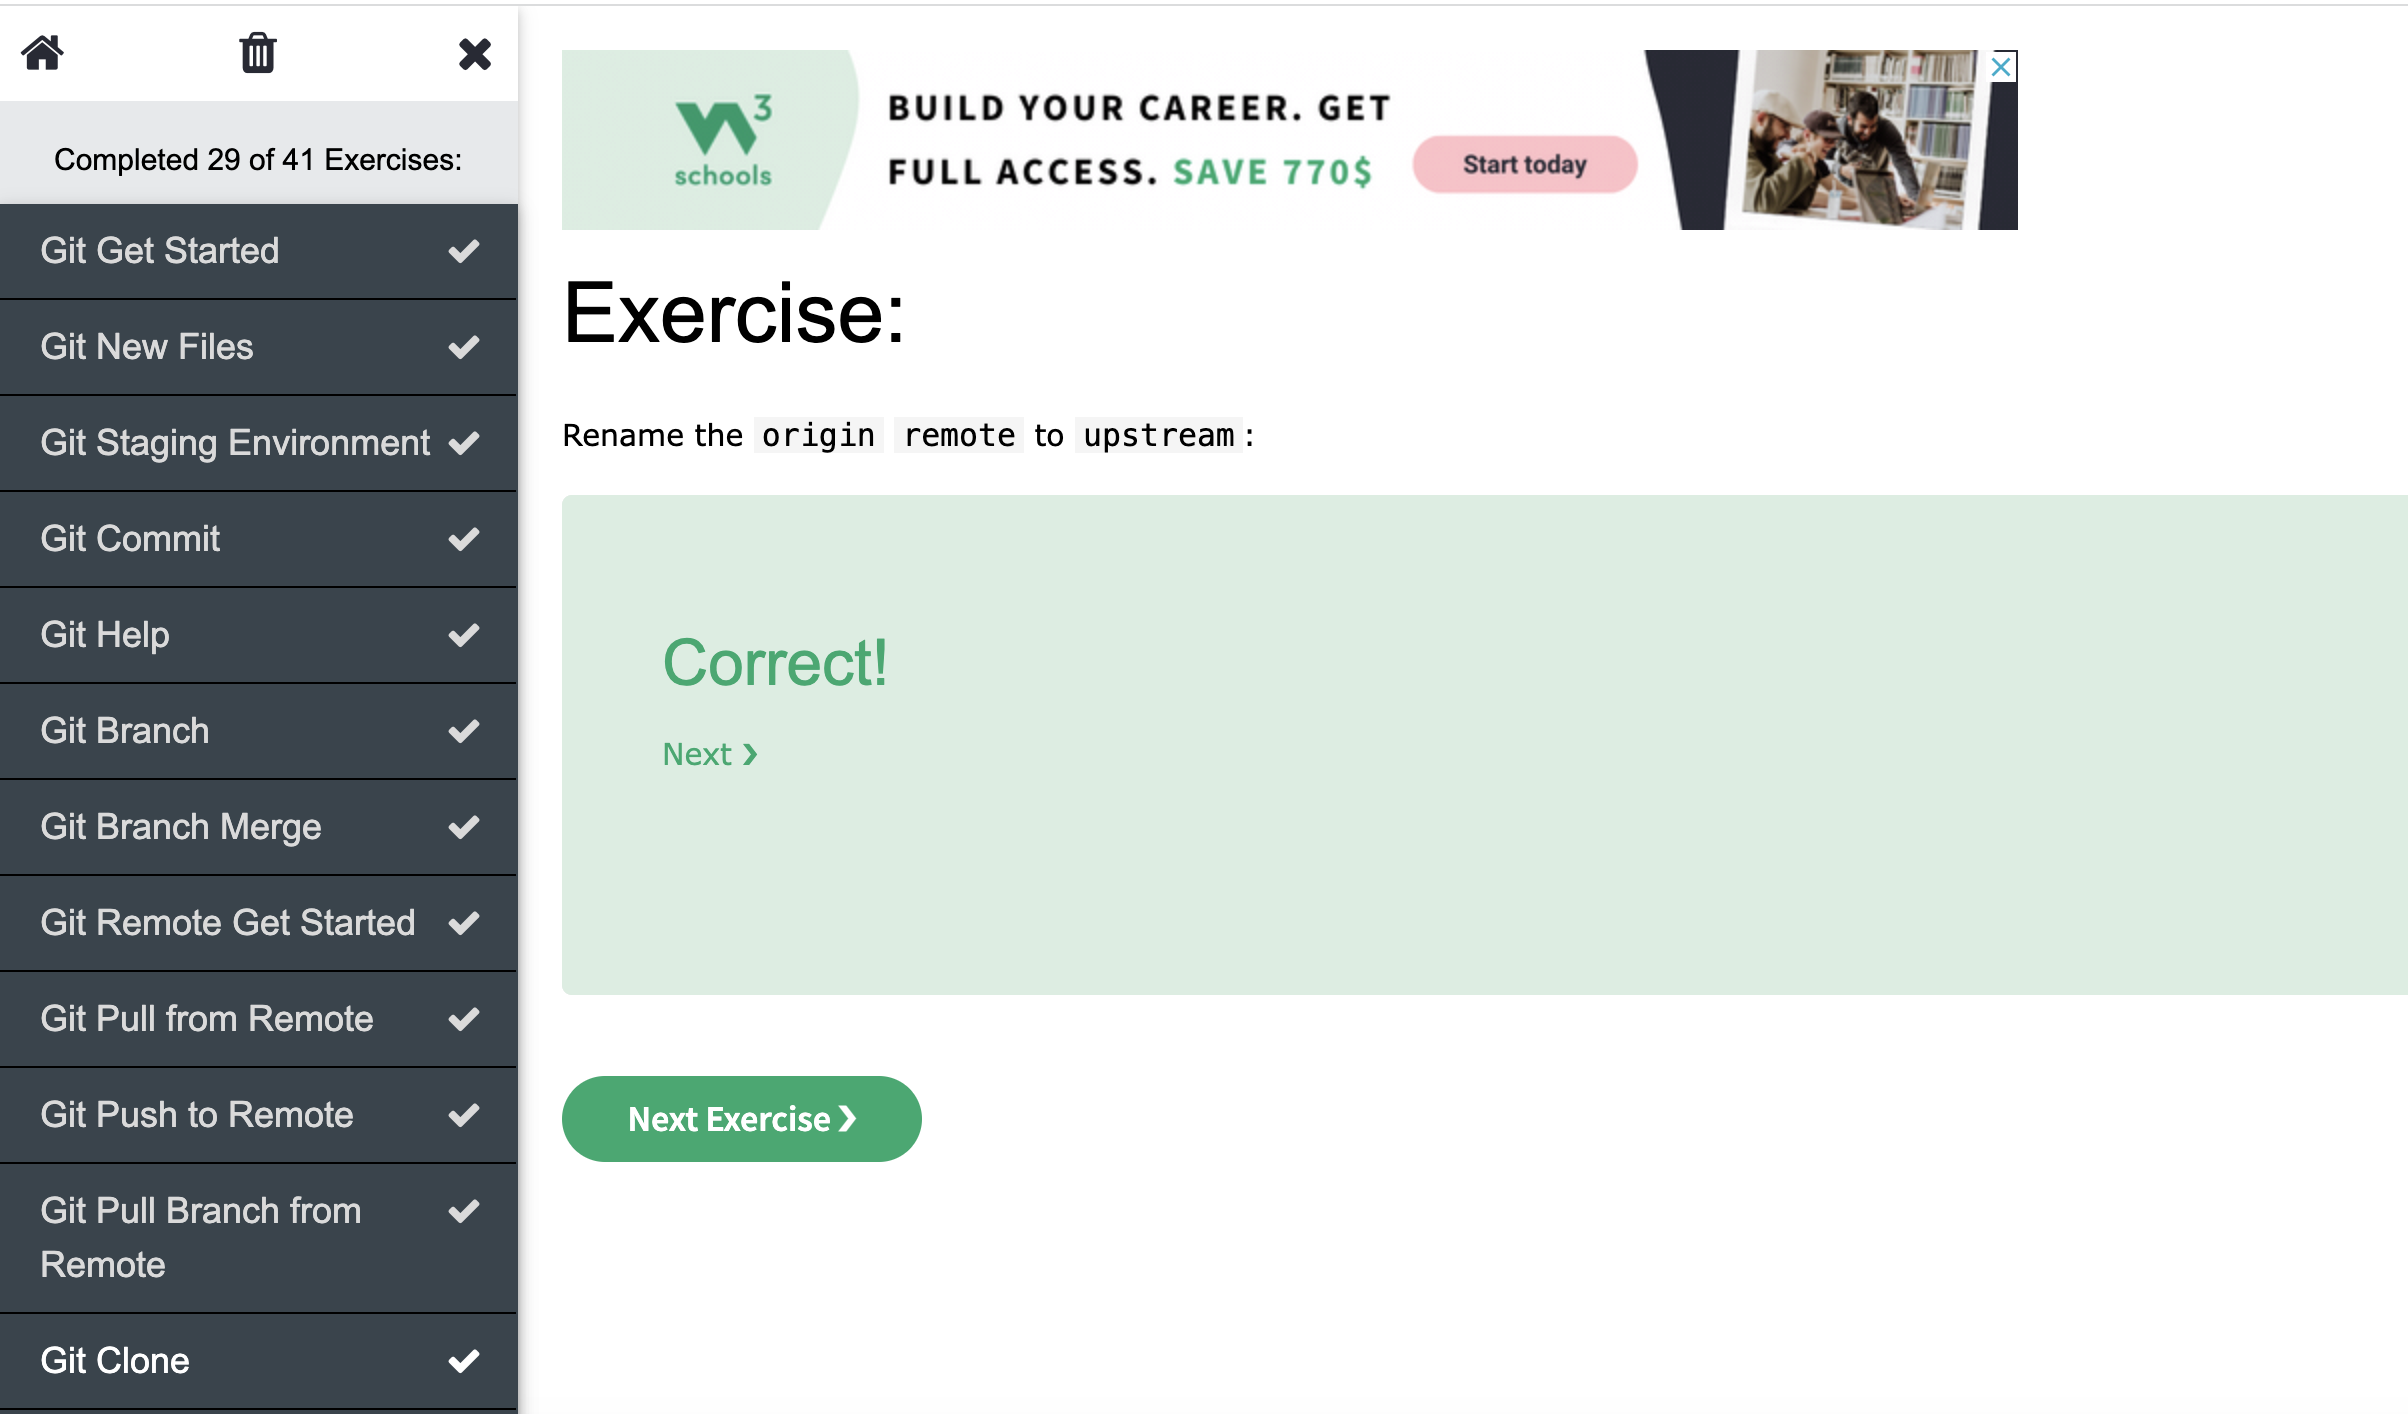 Completed 29 of 41 Exercises:
Git Get Started
Git New Files
Git Staging Environment
Git Commit
Git Help
Git Branch
Git Branch Merge
Git Remote Get Started
Git Pull from Remote
Git Push to Remote
Git Pull Branch from
Remote
Git Clone
3
schools
BUILD YOUR CAREER. GET
FULL ACCESS. SAVE 770$
Start today
Exercise:
Rename the origin remote to upstream:
Correct!
Next ❯
Next Exercise ❯